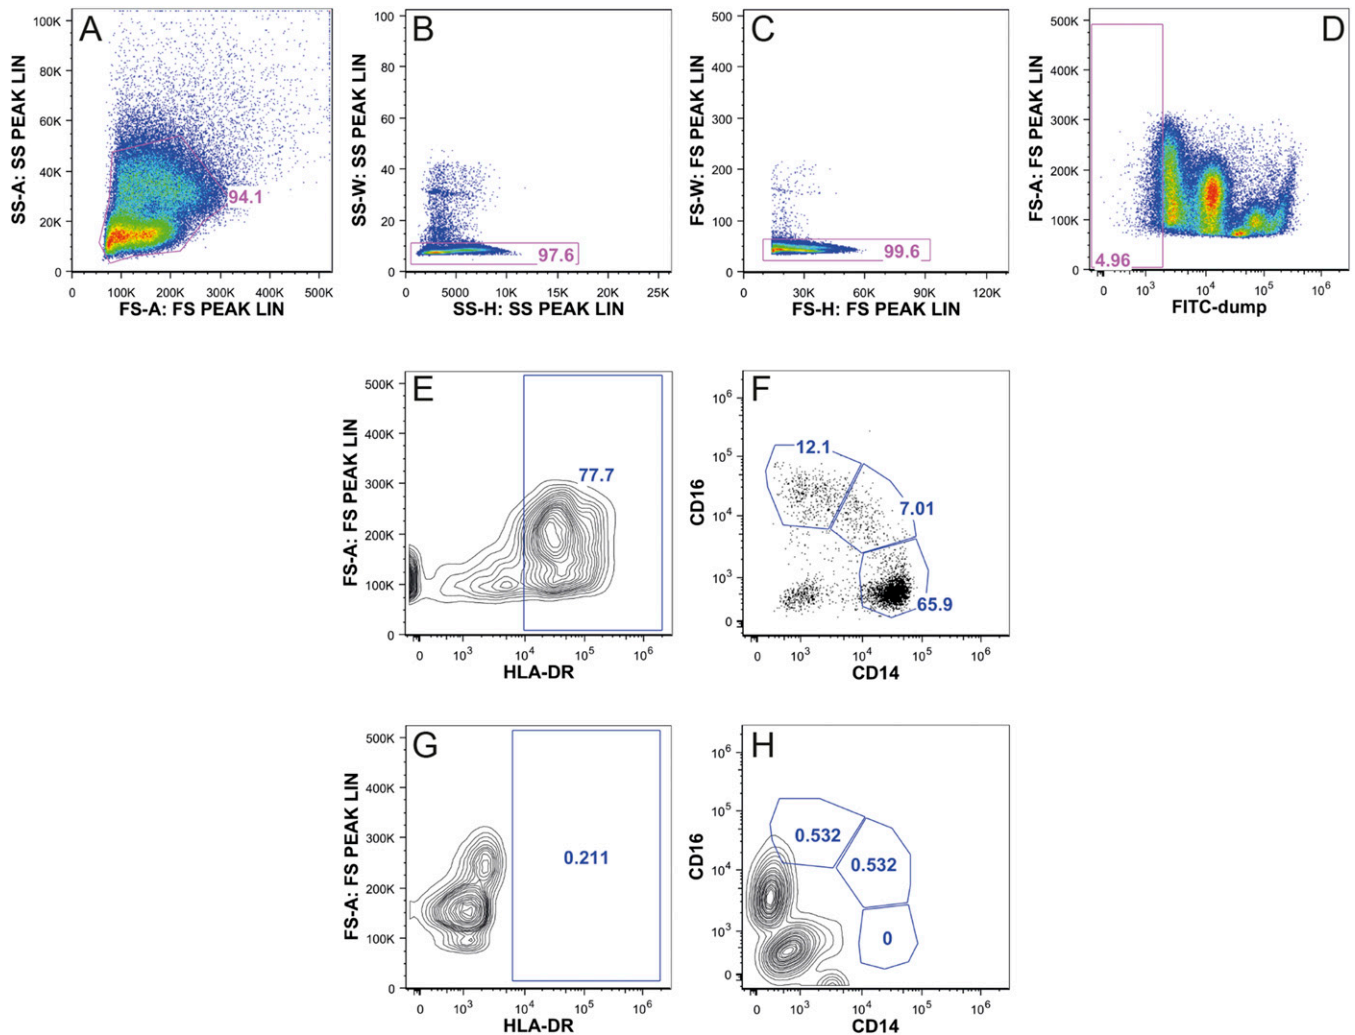 A
SS-A: SS PEAK LIN
100K
80K
60K
40K
20K
0
94.1
0 100K 200K 300K 400K 500K
FS-A: FS PEAK LIN
B
SS-W: SS PEAK LIN
100
80
60
40
20
0
97.6
0 5000 10K 15K 20K 25K
SS-H: SS PEAK LIN
C
FS-W: FS PEAK LIN
500
400
300
200
100
0
99.6
0 30K 60K 90K 120K
FS-H: FS PEAK LIN
D
FS-A: FS PEAK LIN
500K
400K
300K
200K
100K
0
4.96
0 10³ 10⁴ 10⁵ 10⁶
FITC-dump
E
FS-A: FS PEAK LIN
500K
400K
300K
200K
100K
0
77.7
0 10³ 10⁴ 10⁵ 10⁶
HLA-DR
F
CD16
10⁶
10⁵
10⁴
10³
0
12.1
7.01
65.9
0 10³ 10⁴ 10⁵ 10⁶
CD14
G
FS-A: FS PEAK LIN
500K
400K
300K
200K
100K
0
0.211
0 10³ 10⁴ 10⁵ 10⁶
HLA-DR
H
CD16
10⁶
10⁵
10⁴
10³
0
0.532
0.532
0
0 10³ 10⁴ 10⁵ 10⁶
CD14